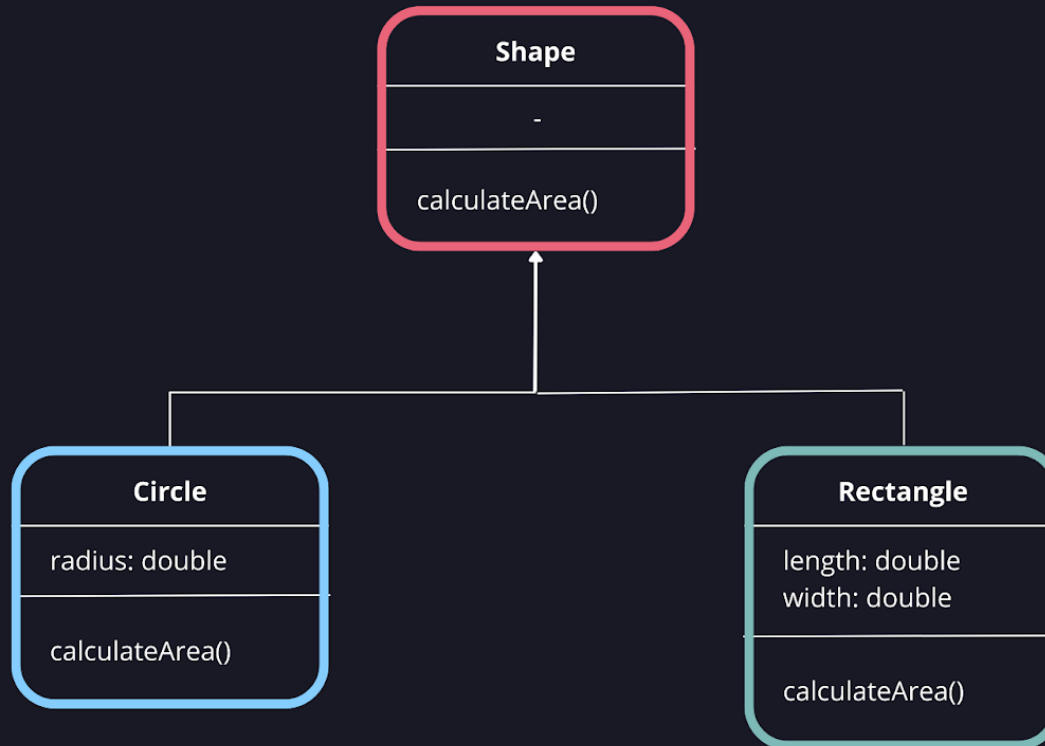 Shape
-
calculateArea()
Circle
radius: double
calculateArea()
Rectangle
length: double
width: double
calculateArea()